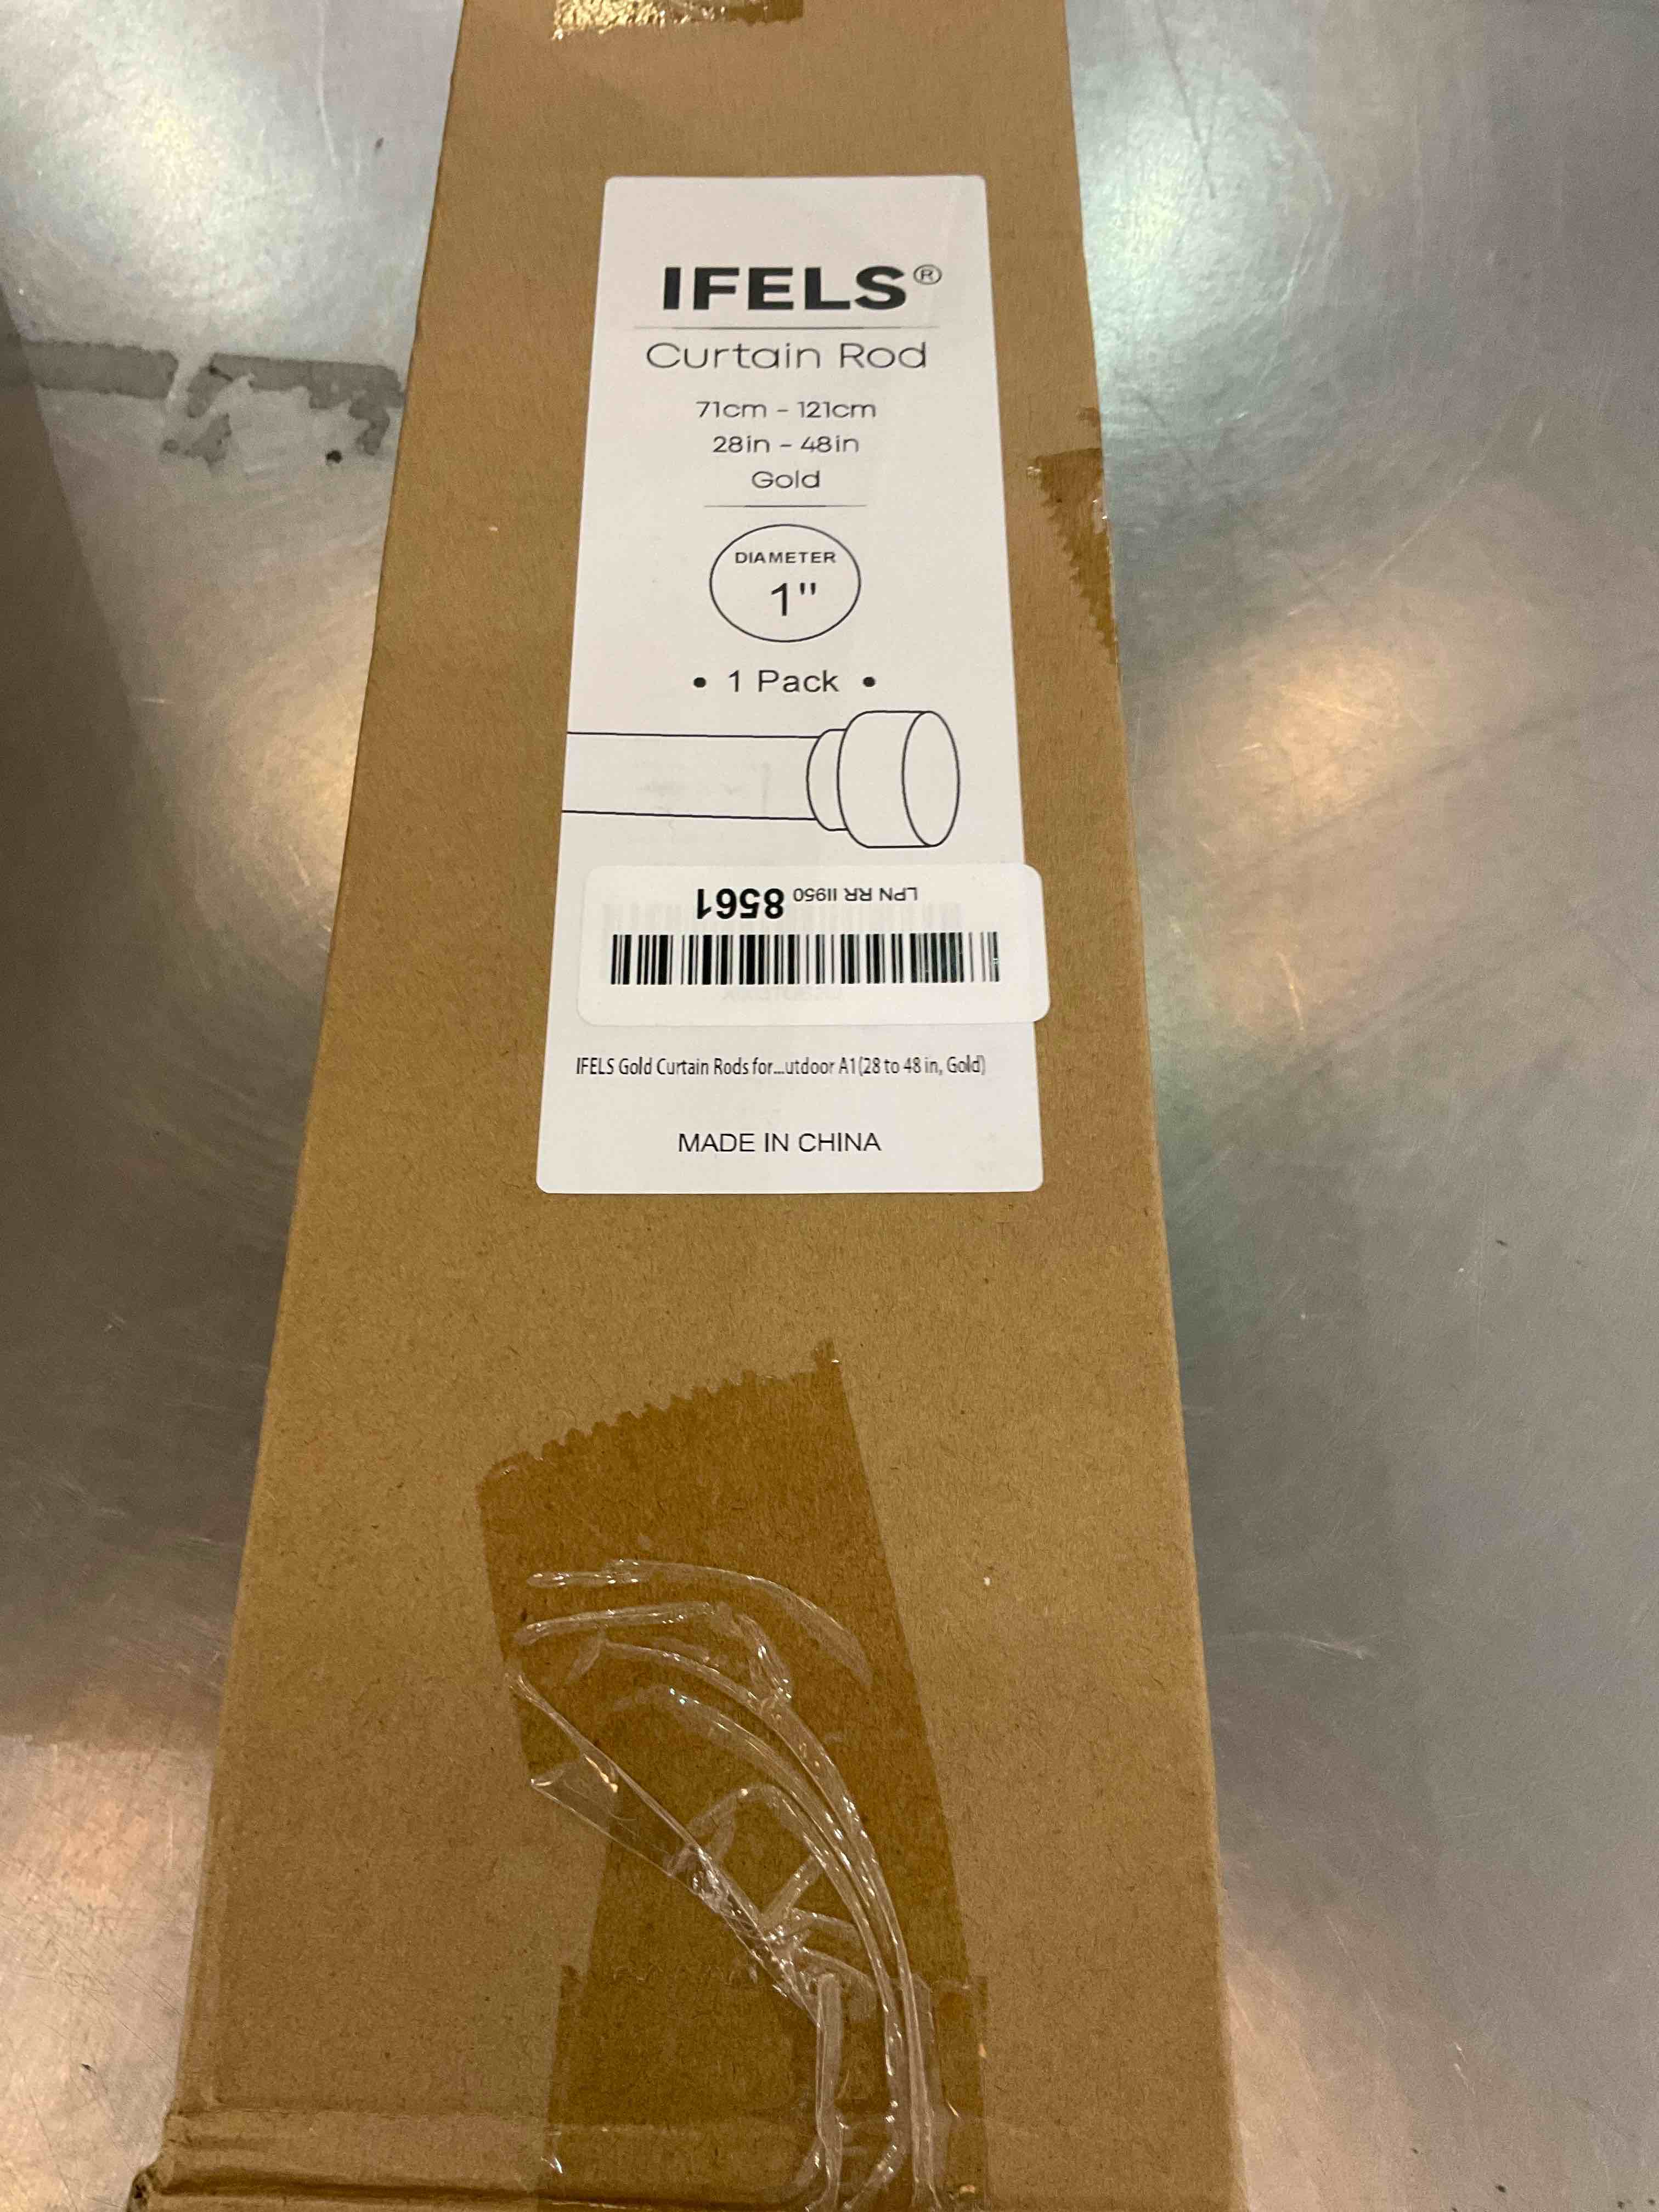 IFELS®
Curtain Rod
71cm - 121cm
28in - 48in
Gold
DIAMETER
1"
• 1 Pack •
LPN RR II950 8561
IFELS Gold Curtain Rods for...utdoor A1(28 to 48 in, Gold)
MADE IN CHINA